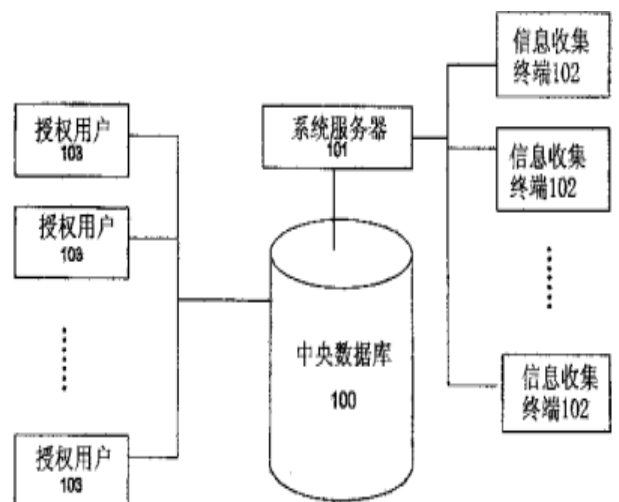 信息收集
终端102
系统服务器
101
授权用户
103
信息收集
终端102
授权用户
103
中央数据库
100
信息收集
终端102
授权用户
103